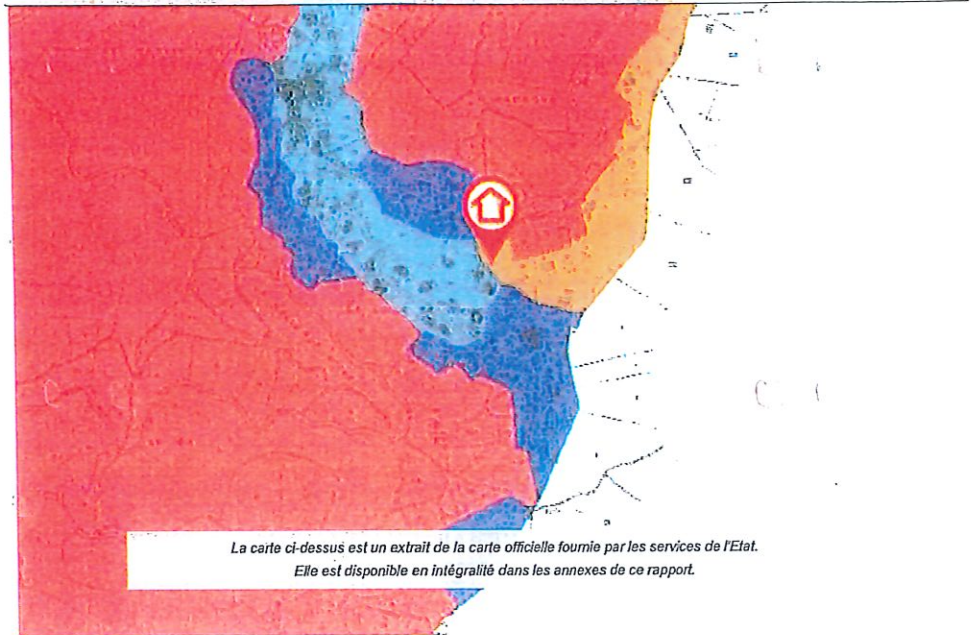 La carte ci-dessus est un extrait de la carte officielle fournie par les services de l'Etat.
Elle est disponible en intégralité dans les annexes de ce rapport.